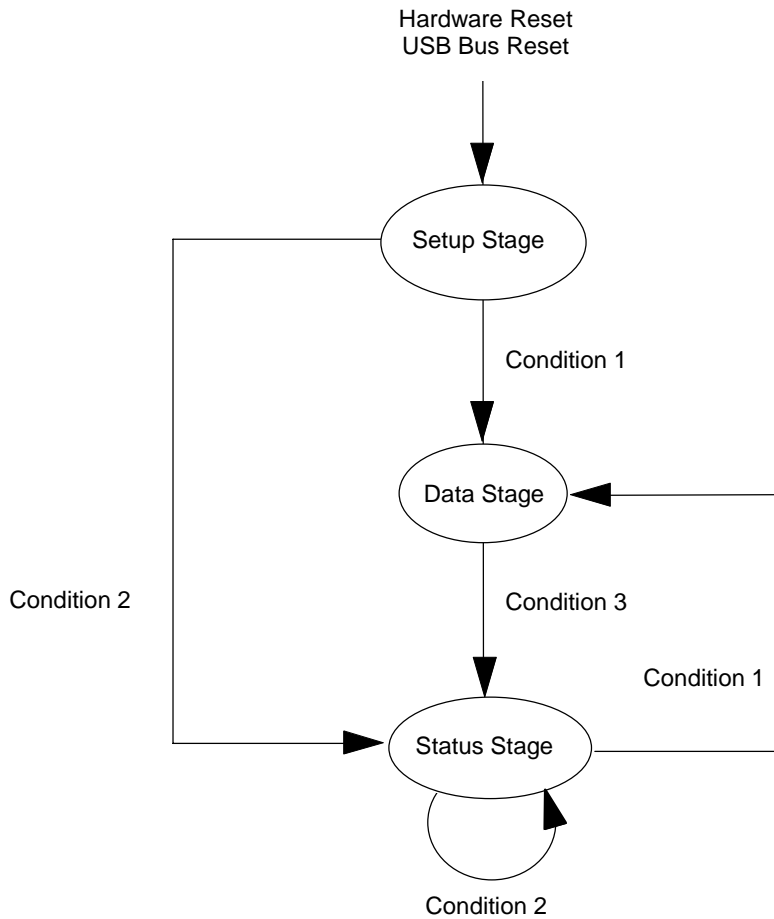 Hardware Reset
USB Bus Reset
Setup Stage
Condition 1
Data Stage
Condition 2
Condition 3
Condition 1
Status Stage
Condition 2